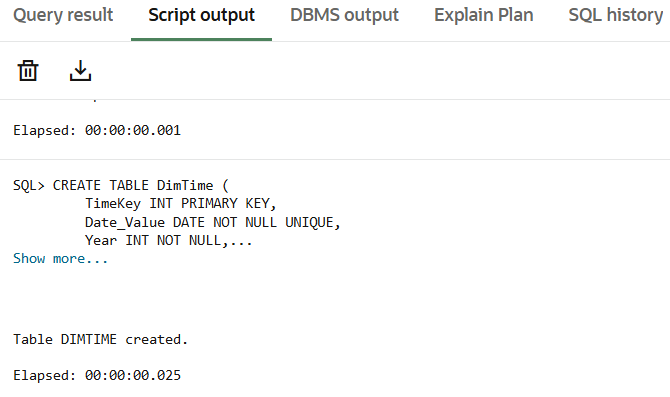 Query result Script output DBMS output Explain Plan SQL history
Elapsed: 00:00:00.001
SQL> CREATE TABLE DimTime (
TimeKey INT PRIMARY KEY,
Date_Value DATE NOT NULL UNIQUE,
Year INT NOT NULL,...
Show more...
Table DIMTIME created.
Elapsed: 00:00:00.025